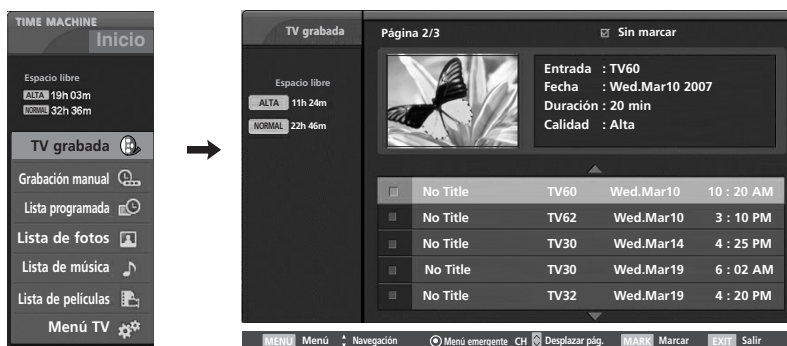 TIME MACHINE
Inicio
Espacio libre
ALTA 19h 03m
NORMAL 32h 36m
TV grabada
Grabación manual
Lista programada
Lista de fotos
Lista de música
Lista de películas
Menú TV
TV grabada
Página 2/3
Sin marcar
Espacio libre
ALTA 11h 24m
NORMAL 22h 46m
Entrada : TV60
Fecha : Wed.Mar10 2007
Duración : 20 min
Calidad : Alta
No Title TV60 Wed.Mar10 10 : 20 AM
No Title TV62 Wed.Mar10 3 : 10 PM
No Title TV30 Wed.Mar14 4 : 25 PM
No Title TV30 Wed.Mar19 6 : 02 AM
No Title TV32 Wed.Mar19 4 : 20 PM
MENU Menú Navegación Menú emergente CH Desplazar pág. MARK Marcar EXIT Salir